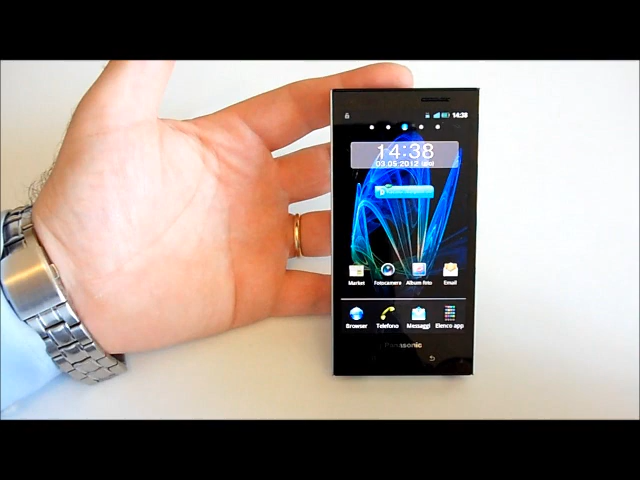 14:38
14:38
03.05.2012
Market Fotocamera Album foto Email
Browser Telefono Messaggi Elenco app
Panasonic